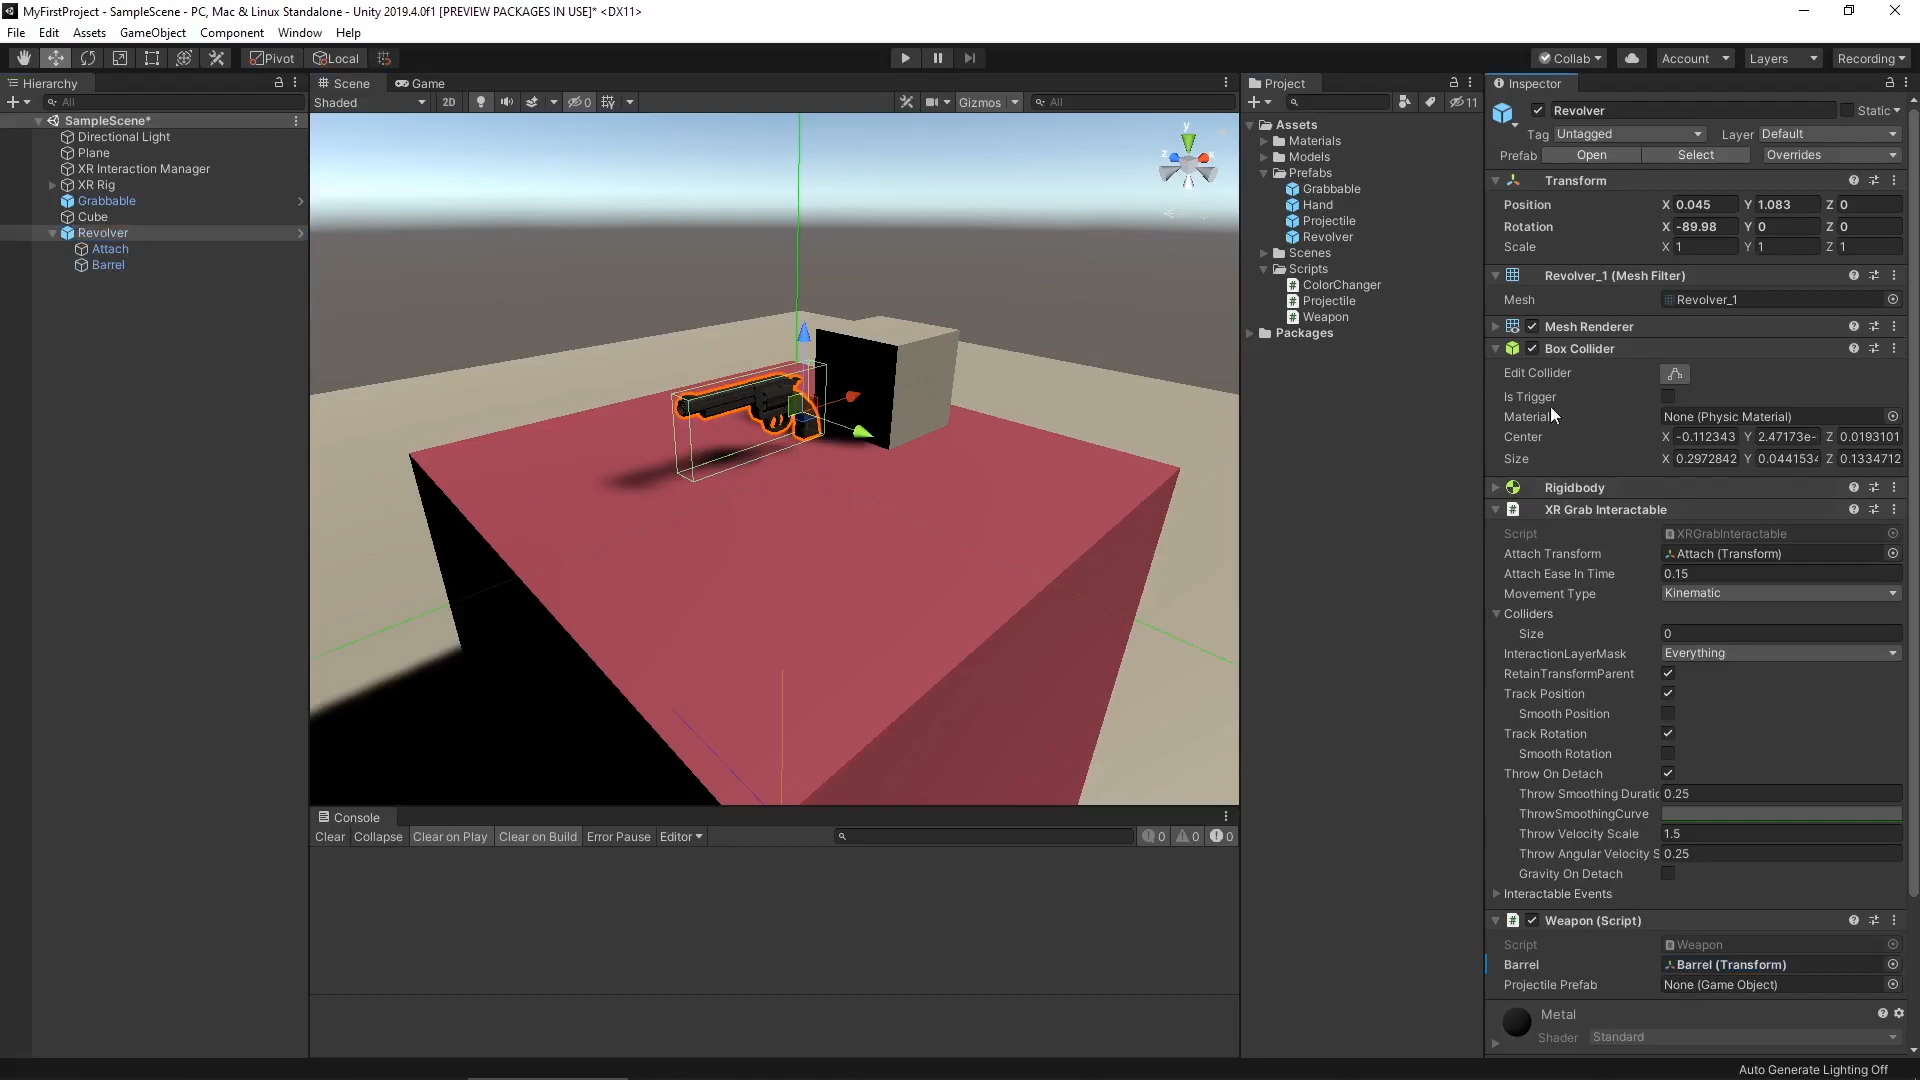 MyFirstProject - SampleScene - PC, Mac & Linux Standalone - Unity 2019.4.0f1 [PREVIEW PACKAGES IN USE]* <DX11>
File Edit Assets GameObject Component Window Help
Pivot Local Collab Account Layers Recording
Hierarchy
All
SampleScene*
Directional Light
Plane
XR Interaction Manager
XR Rig
Grabbable
Cube
Revolver
Attach
Barrel
Scene Game
Shaded 2D 0 Gizmos All
y
z x
Console
Clear Collapse Clear on Play Clear on Build Error Pause Editor 0 0 0
Project
11
Assets
Materials
Models
Prefabs
Grabbable
Hand
Projectile
Revolver
Scenes
Scripts
ColorChanger
Projectile
Weapon
Packages
Inspector
Revolver Static
Tag Untagged Layer Default
Prefab Open Select Overrides
Transform
Position X 0.045 Y 1.083 Z 0
Rotation X -89.98 Y 0 Z 0
Scale X 1 Y 1 Z 1
Revolver_1 (Mesh Filter)
Mesh Revolver_1
Mesh Renderer
Box Collider
Edit Collider
Is Trigger
Material None (Physic Material)
Center X -0.112343 Y 2.47173e- Z 0.0193101
Size X 0.2972842 Y 0.0441534 Z 0.1334712
Rigidbody
XR Grab Interactable
Script XRGrabInteractable
Attach Transform Attach (Transform)
Attach Ease In Time 0.15
Movement Type Kinematic
Colliders
Size 0
InteractionLayerMask Everything
RetainTransformParent
Track Position
Smooth Position
Track Rotation
Smooth Rotation
Throw On Detach
Throw Smoothing Duratic 0.25
ThrowSmoothingCurve
Throw Velocity Scale 1.5
Throw Angular Velocity S 0.25
Gravity On Detach
Interactable Events
Weapon (Script)
Script Weapon
Barrel Barrel (Transform)
Projectile Prefab None (Game Object)
Metal
Shader Standard
Auto Generate Lighting Off